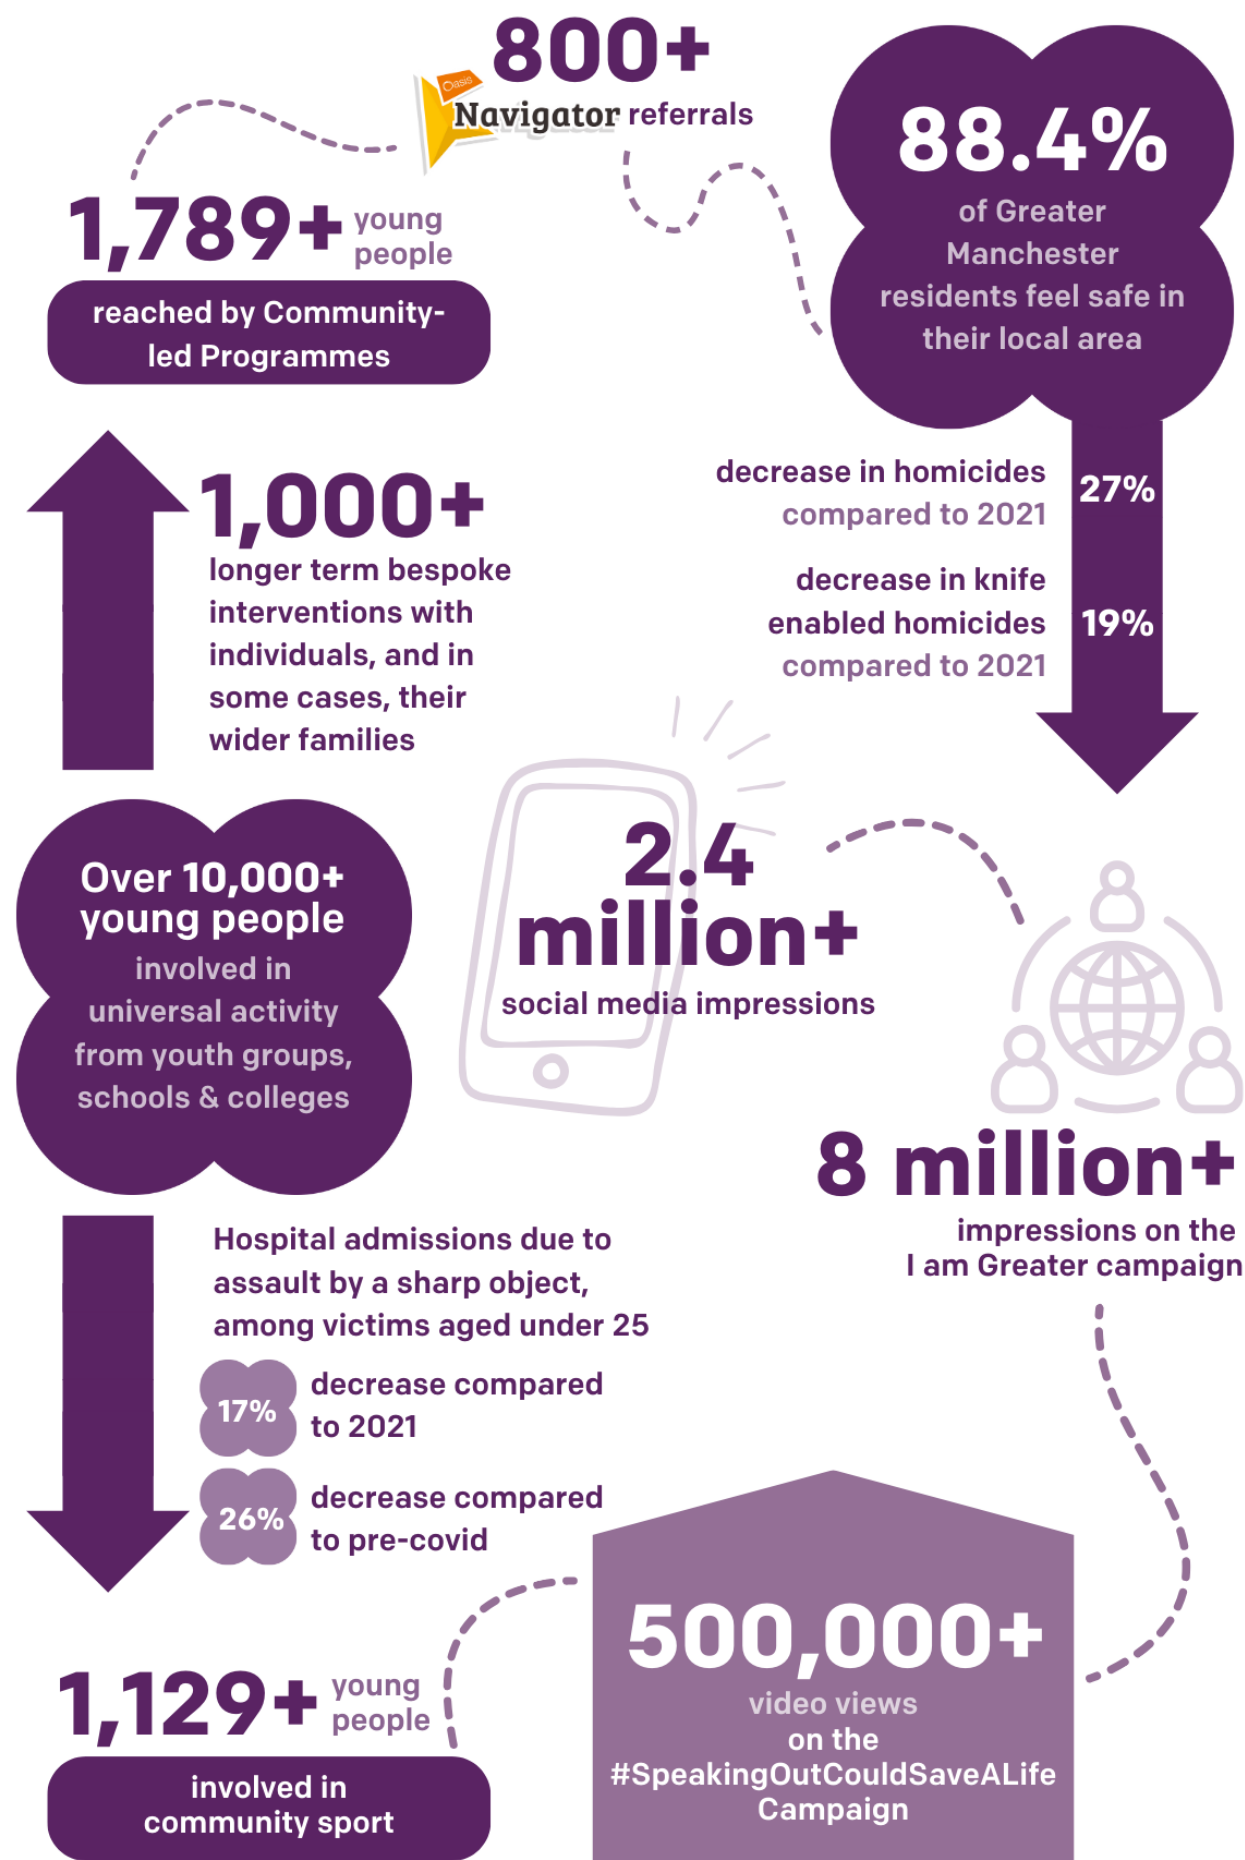 800+
Oasis
Navigator referrals
1,789+ young
people
reached by Community-
led Programmes
88.4%
of Greater
Manchester
residents feel safe in
their local area
1,000+
longer term bespoke
interventions with
individuals, and in
some cases, their
wider families
decrease in homicides
compared to 2021
27%
decrease in knife
enabled homicides
compared to 2021
19%
Over 10,000+
young people
involved in
universal activity
from youth groups,
schools & colleges
2.4
million+
social media impressions
8 million+
impressions on the
I am Greater campaign
Hospital admissions due to
assault by a sharp object,
among victims aged under 25
17%
decrease compared
to 2021
26%
decrease compared
to pre-covid
500,000+
video views
on the
#SpeakingOutCouldSaveALife
Campaign
1,129+ young
people
involved in
community sport